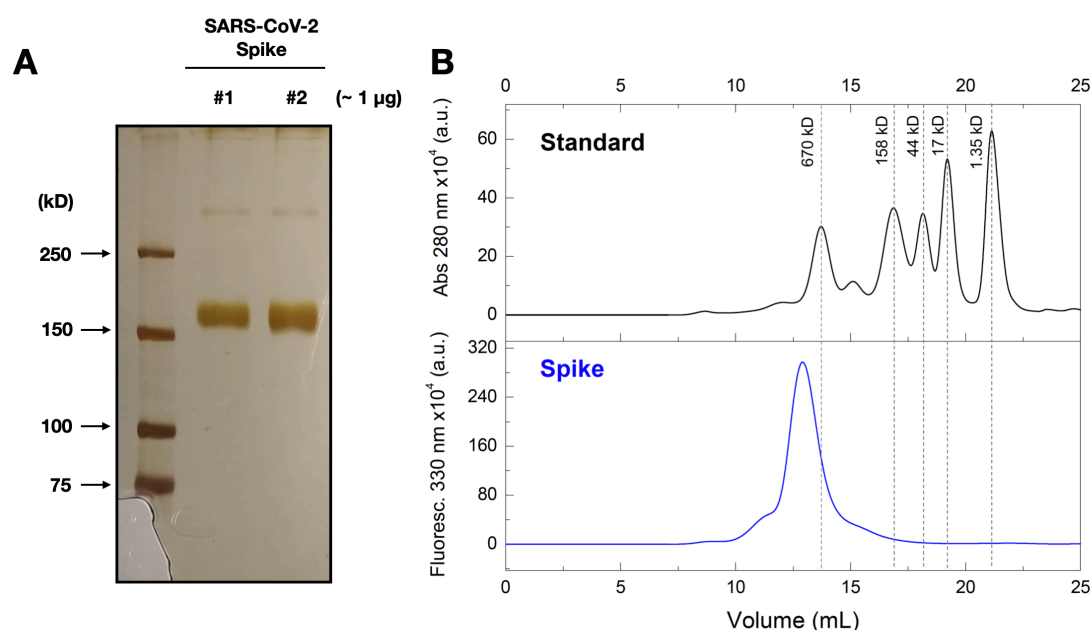 A
SARS-CoV-2
Spike
#1 #2 (~ 1 µg)
(kD)
250
150
100
75
B
0 5 10 15 20 25
Standard
670 kD
158 kD
44 kD
17 kD
1.35 kD
Abs 280 nm x10⁴ (a.u.)
60
40
20
0
Spike
Fluoresc. 330 nm x10⁴ (a.u.)
320
240
160
80
0
0 5 10 15 20 25
Volume (mL)